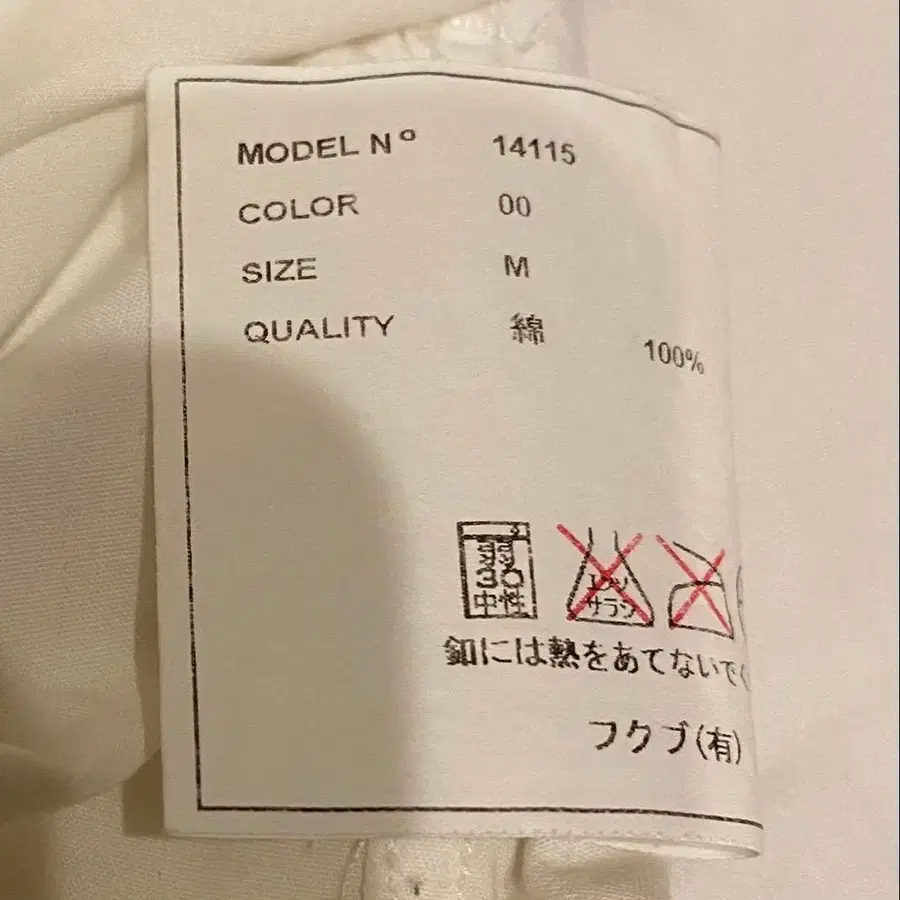 MODEL Nº 14115
COLOR 00
SIZE M
QUALITY 綿 100%
弱
30
中性
エンソ
サラシ
釦には熱をあてないで
フクブ(有)